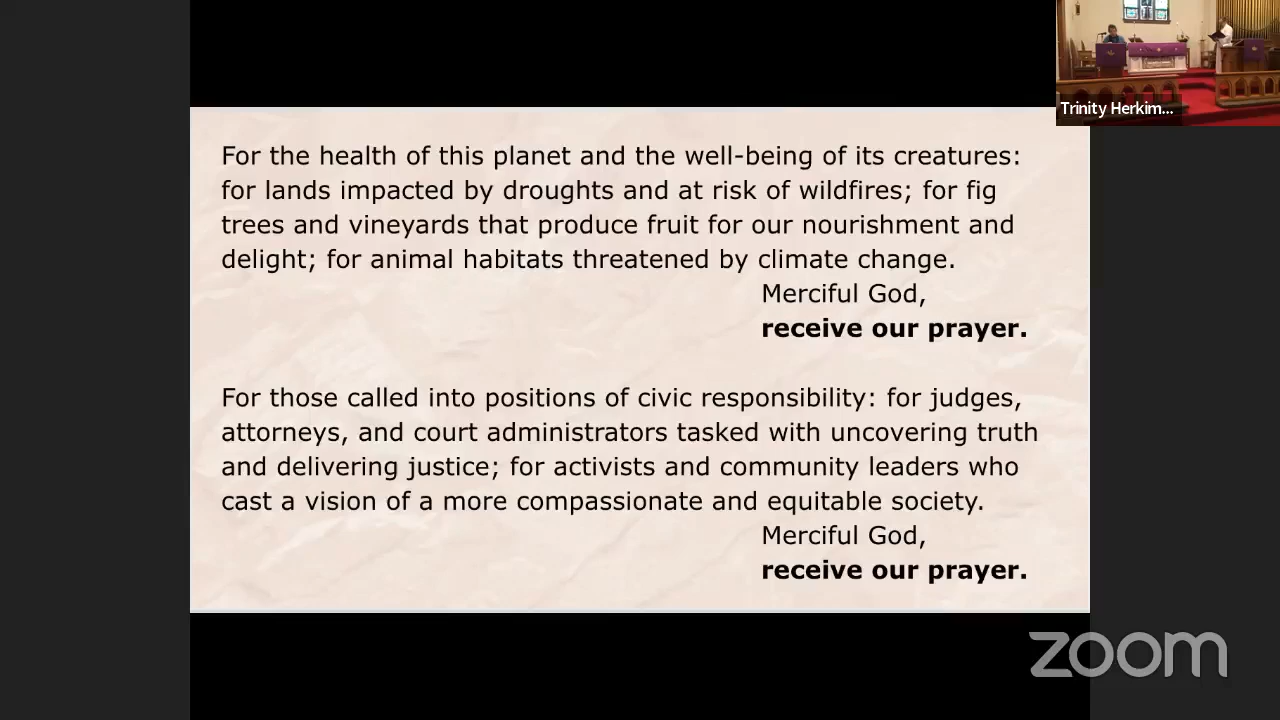 Trinity Herkim...
For the health of this planet and the well-being of its creatures:
for lands impacted by droughts and at risk of wildfires; for fig
trees and vineyards that produce fruit for our nourishment and
delight; for animal habitats threatened by climate change.
Merciful God,
receive our prayer.
For those called into positions of civic responsibility: for judges,
attorneys, and court administrators tasked with uncovering truth
and delivering justice; for activists and community leaders who
cast a vision of a more compassionate and equitable society.
Merciful God,
receive our prayer.
zoom